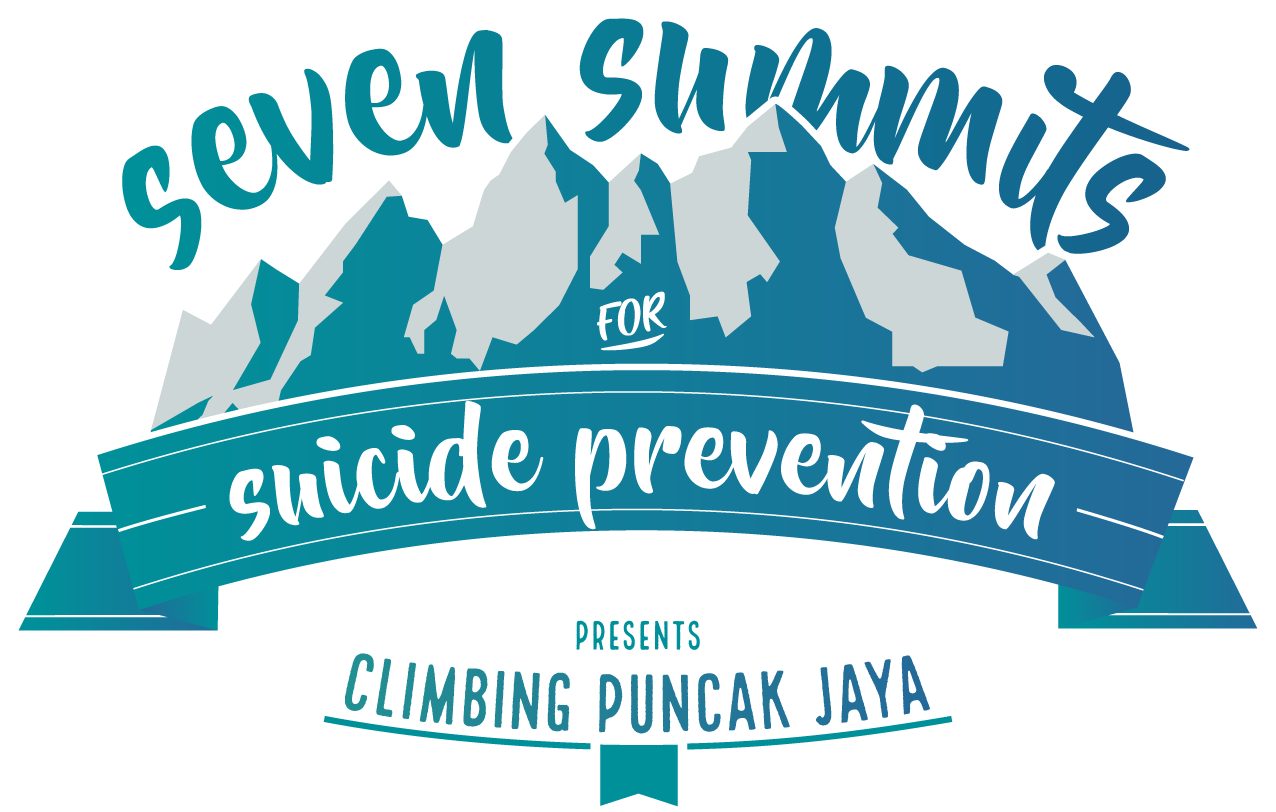 seven summits
FOR
suicide prevention
PRESENTS
CLIMBING PUNCAK JAYA